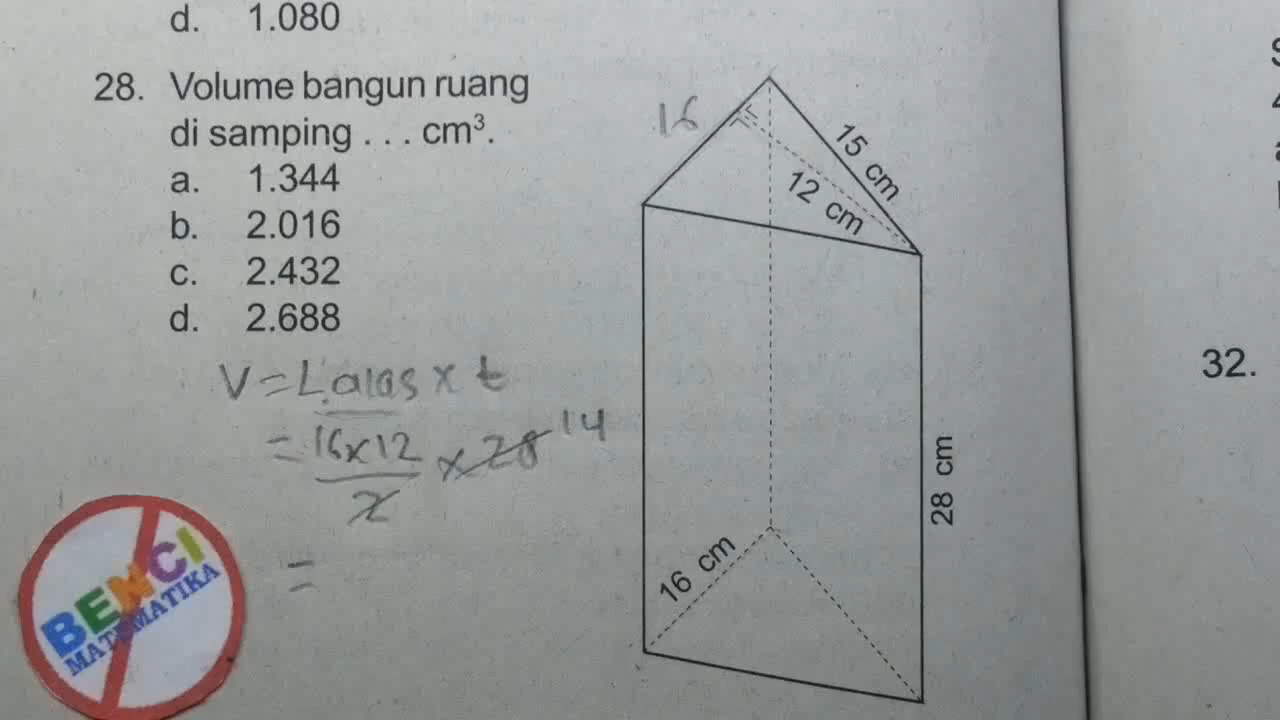 d. 1.080
28. Volume bangun ruang
di samping . . . cm³.
a. 1.344
b. 2.016
c. 2.432
d. 2.688
V = L.alas x t
= 16x12 x 28 14
2
=
BENCI
MATEMATIKA
16
15 cm
12 cm
28 cm
16 cm
32.